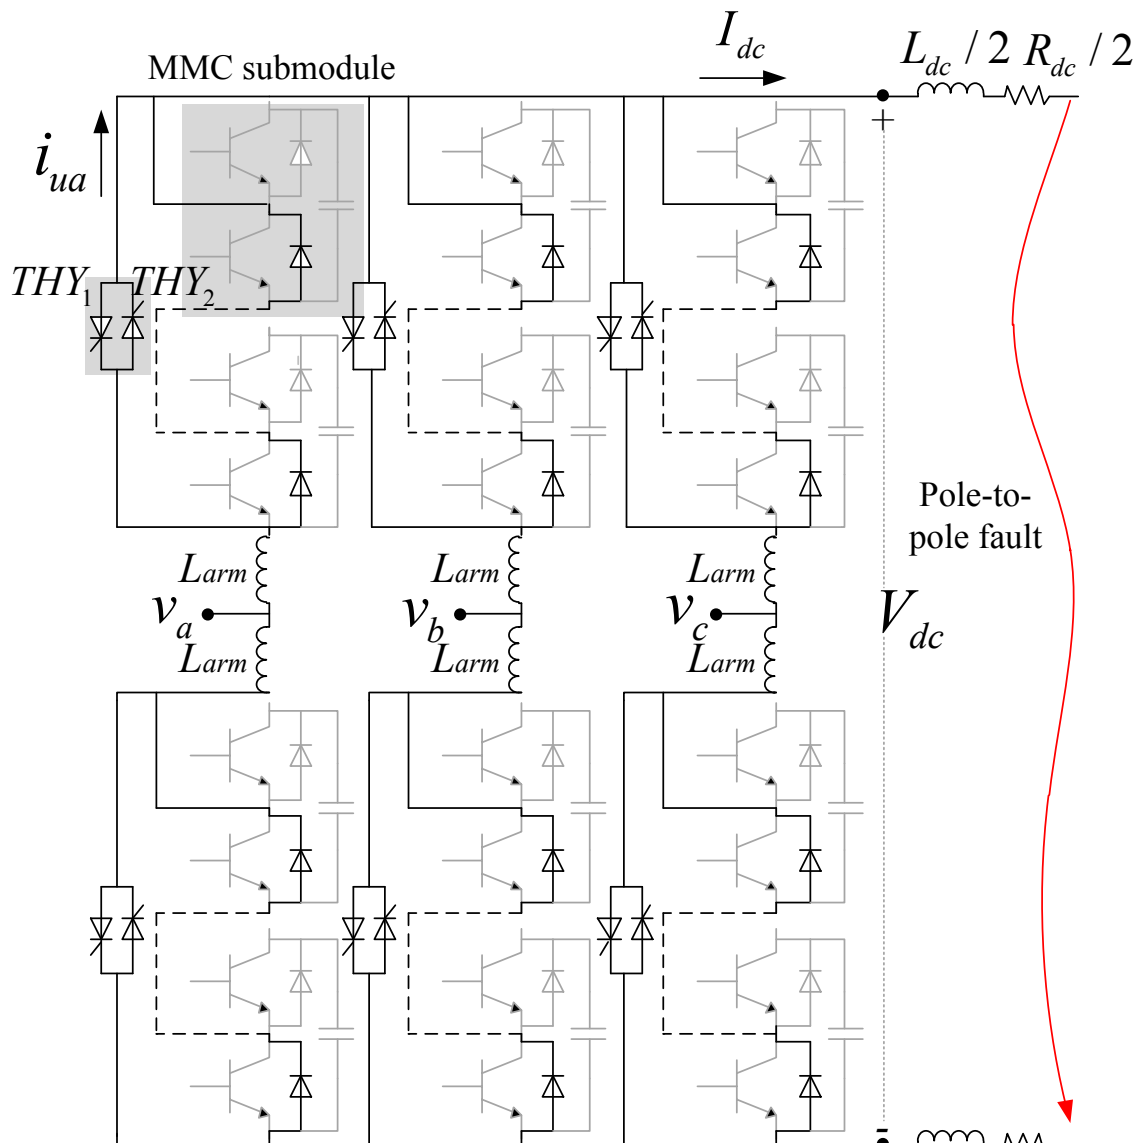 I_dc
L_dc / 2 R_dc / 2
MMC submodule
+
i_ua
THY_1 THY_2
Pole-to-
pole fault
L_arm L_arm L_arm
v_a v_b v_c V_dc
L_arm L_arm L_arm
-